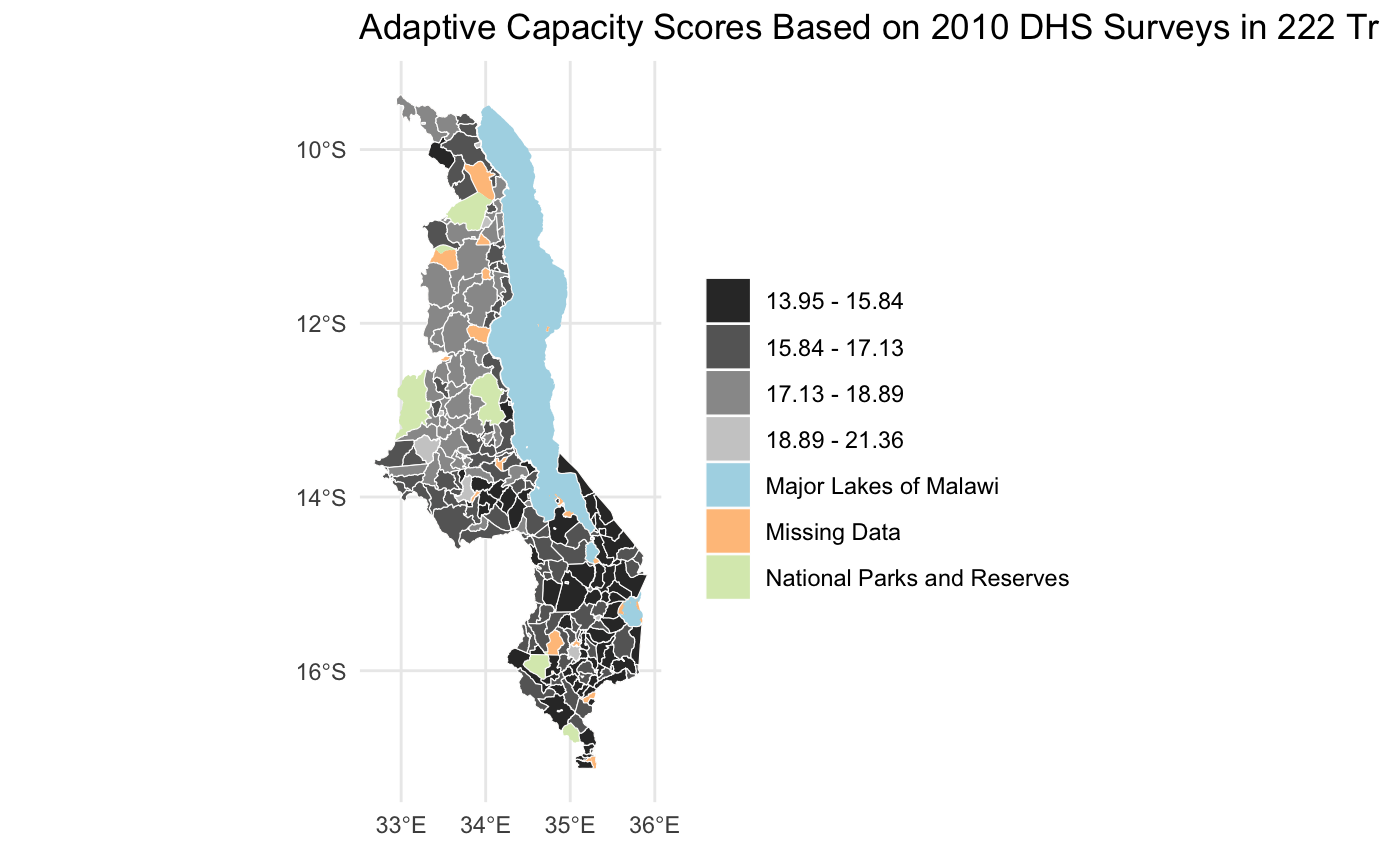 Adaptive Capacity Scores Based on 2010 DHS Surveys in 222 Tr
10°S
12°S
14°S
16°S
33°E 34°E 35°E 36°E
13.95 - 15.84
15.84 - 17.13
17.13 - 18.89
18.89 - 21.36
Major Lakes of Malawi
Missing Data
National Parks and Reserves